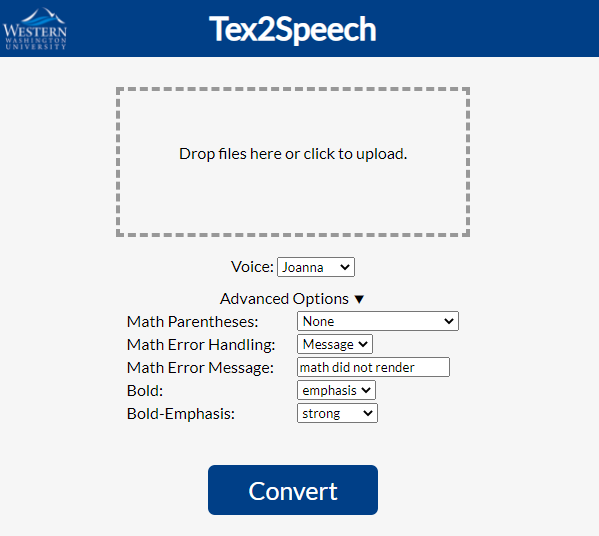 WESTERN
WASHINGTON
UNIVERSITY
Tex2Speech
Drop files here or click to upload.
Voice: Joanna
Advanced Options ▼
Math Parentheses: None
Math Error Handling: Message
Math Error Message: math did not render
Bold: emphasis
Bold-Emphasis: strong
Convert